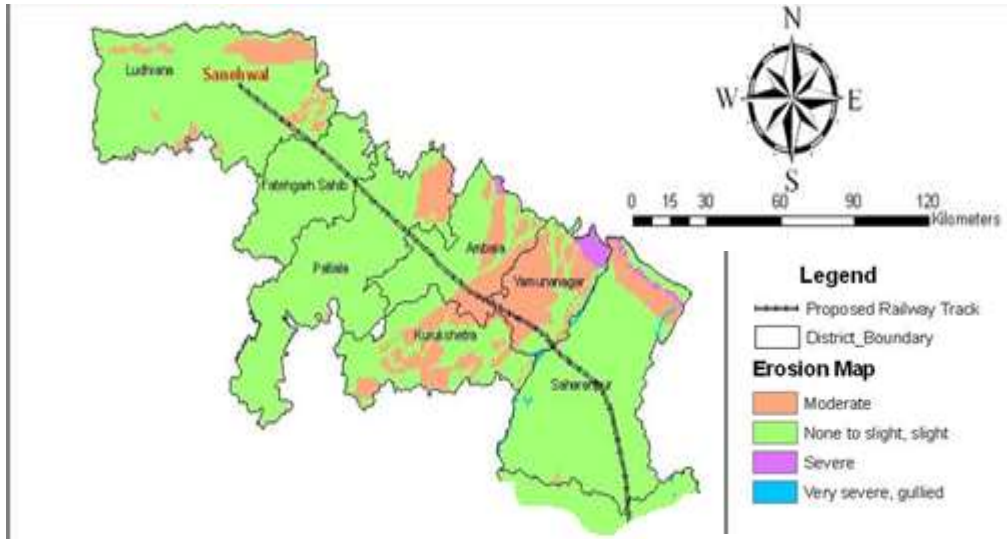 N
W E
S
Ludhiana
Sanehwal
Fatehgarh Sahib
Patiala
Ambala
Yamunanagar
Kurukshetra
Saharanpur
0 15 30 60 90 120
Kilometers
Legend
Proposed Railway Track
District_Boundary
Erosion Map
Moderate
None to slight, slight
Severe
Very severe, gullied